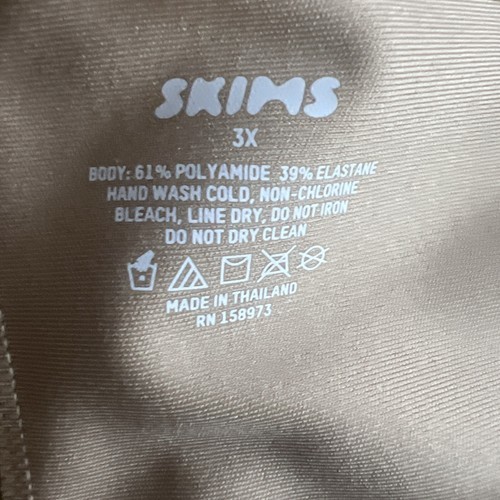 SKIMS
3X
BODY: 61% POLYAMIDE 39% ELASTANE
HAND WASH COLD, NON-CHLORINE
BLEACH, LINE DRY, DO NOT IRON
DO NOT DRY CLEAN
MADE IN THAILAND
RN 158973